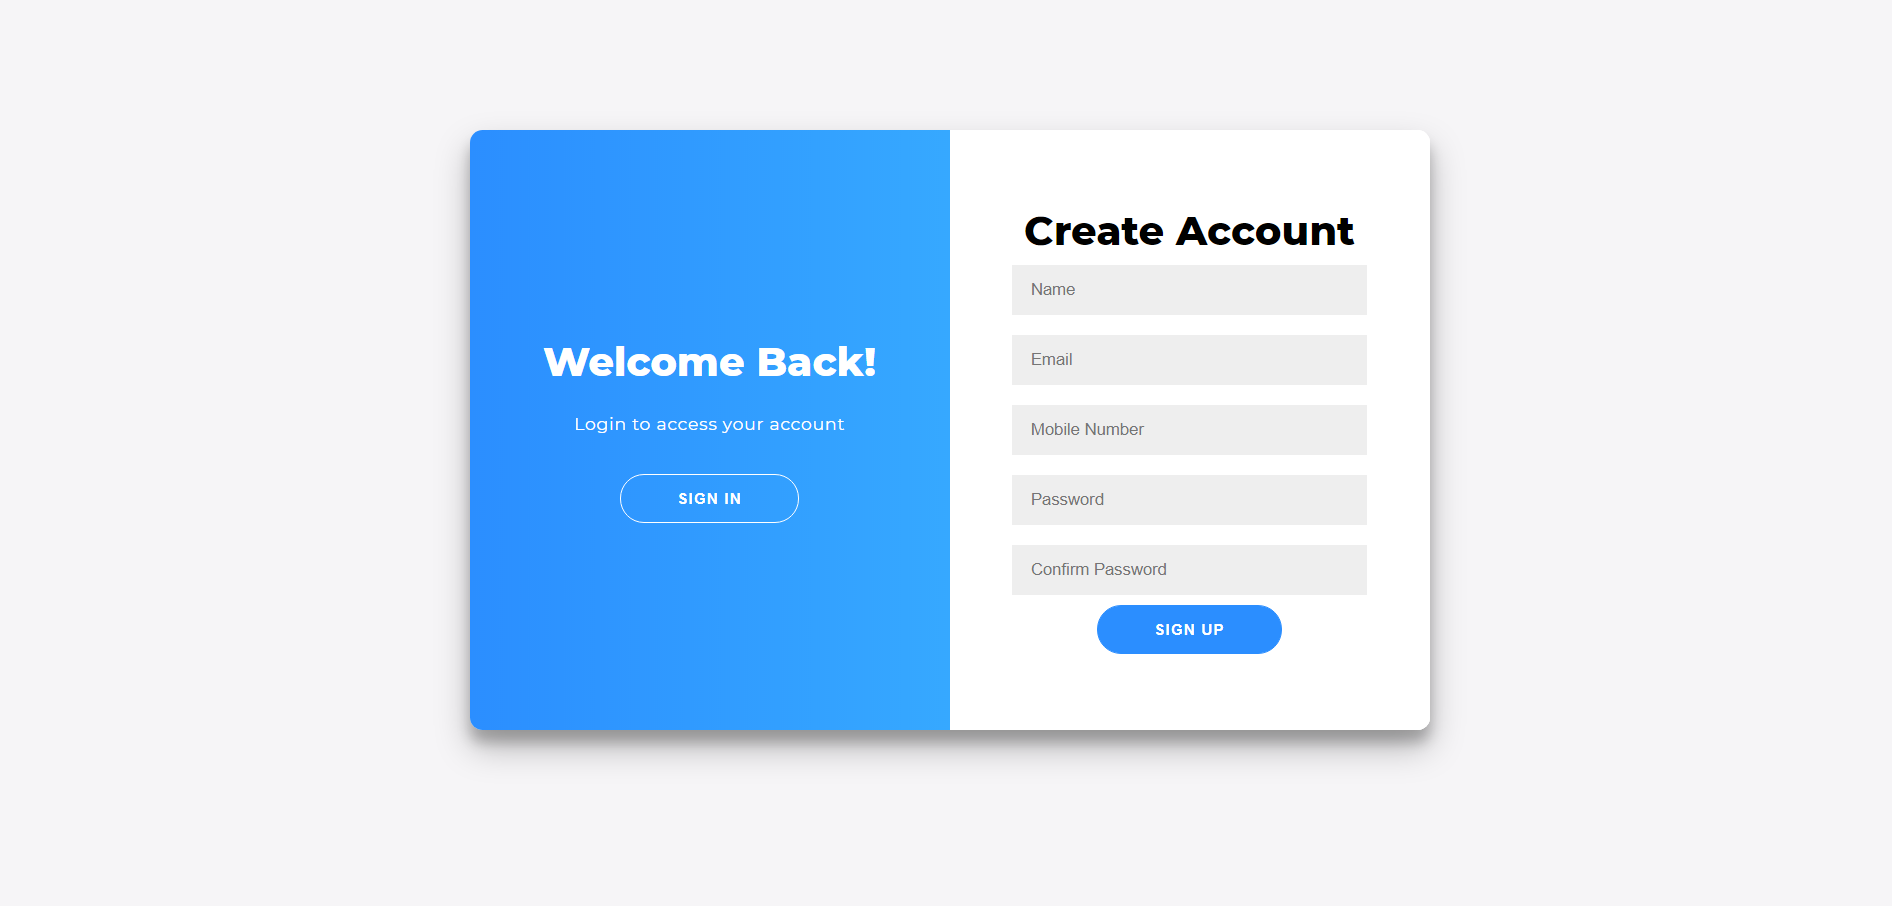 Welcome Back!
Login to access your account
SIGN IN
Create Account
Name
Email
Mobile Number
Password
Confirm Password
SIGN UP